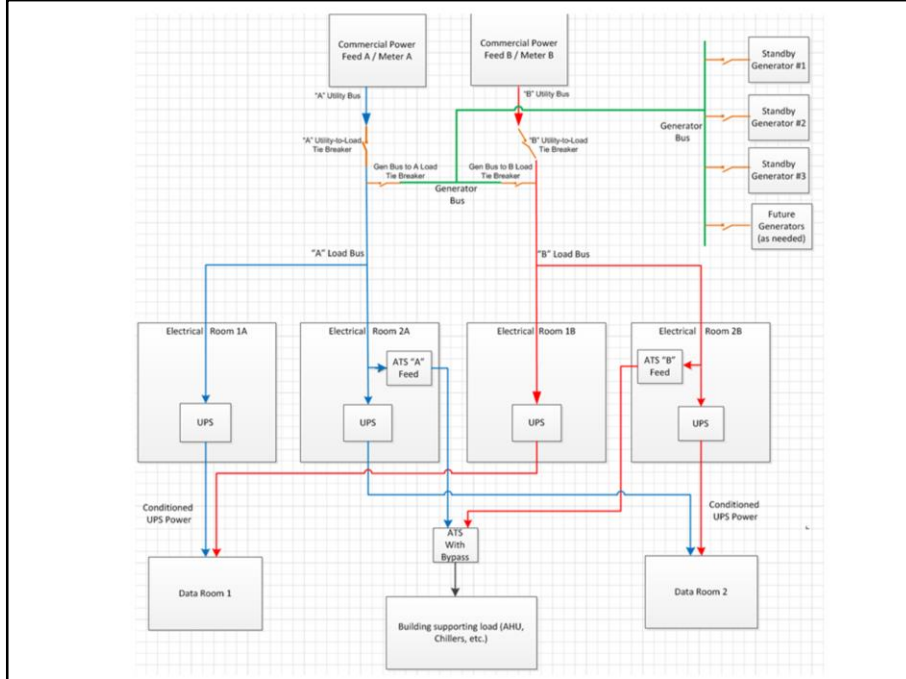 Commercial Power
Feed A / Meter A
Commercial Power
Feed B / Meter B
Standby
Generator #1
"A" Utility Bus
"B" Utility Bus
Standby
Generator #2
Generator
Bus
"A" Utility-to-Load
Tie Breaker
"B" Utility-to-Load
Tie Breaker
Standby
Generator #3
Gen Bus to A Load
Tie Breaker
Gen Bus to B Load
Tie Breaker
Generator
Bus
Future
Generators
(as needed)
"A" Load Bus
"B" Load Bus
Electrical Room 1A
Electrical Room 2A
Electrical Room 1B
Electrical Room 2B
ATS "A"
Feed
ATS "B"
Feed
UPS
UPS
UPS
UPS
Conditioned
UPS Power
Conditioned
UPS Power
ATS
With
Bypass
Data Room 1
Data Room 2
Building supporting load (AHU,
Chillers, etc.)